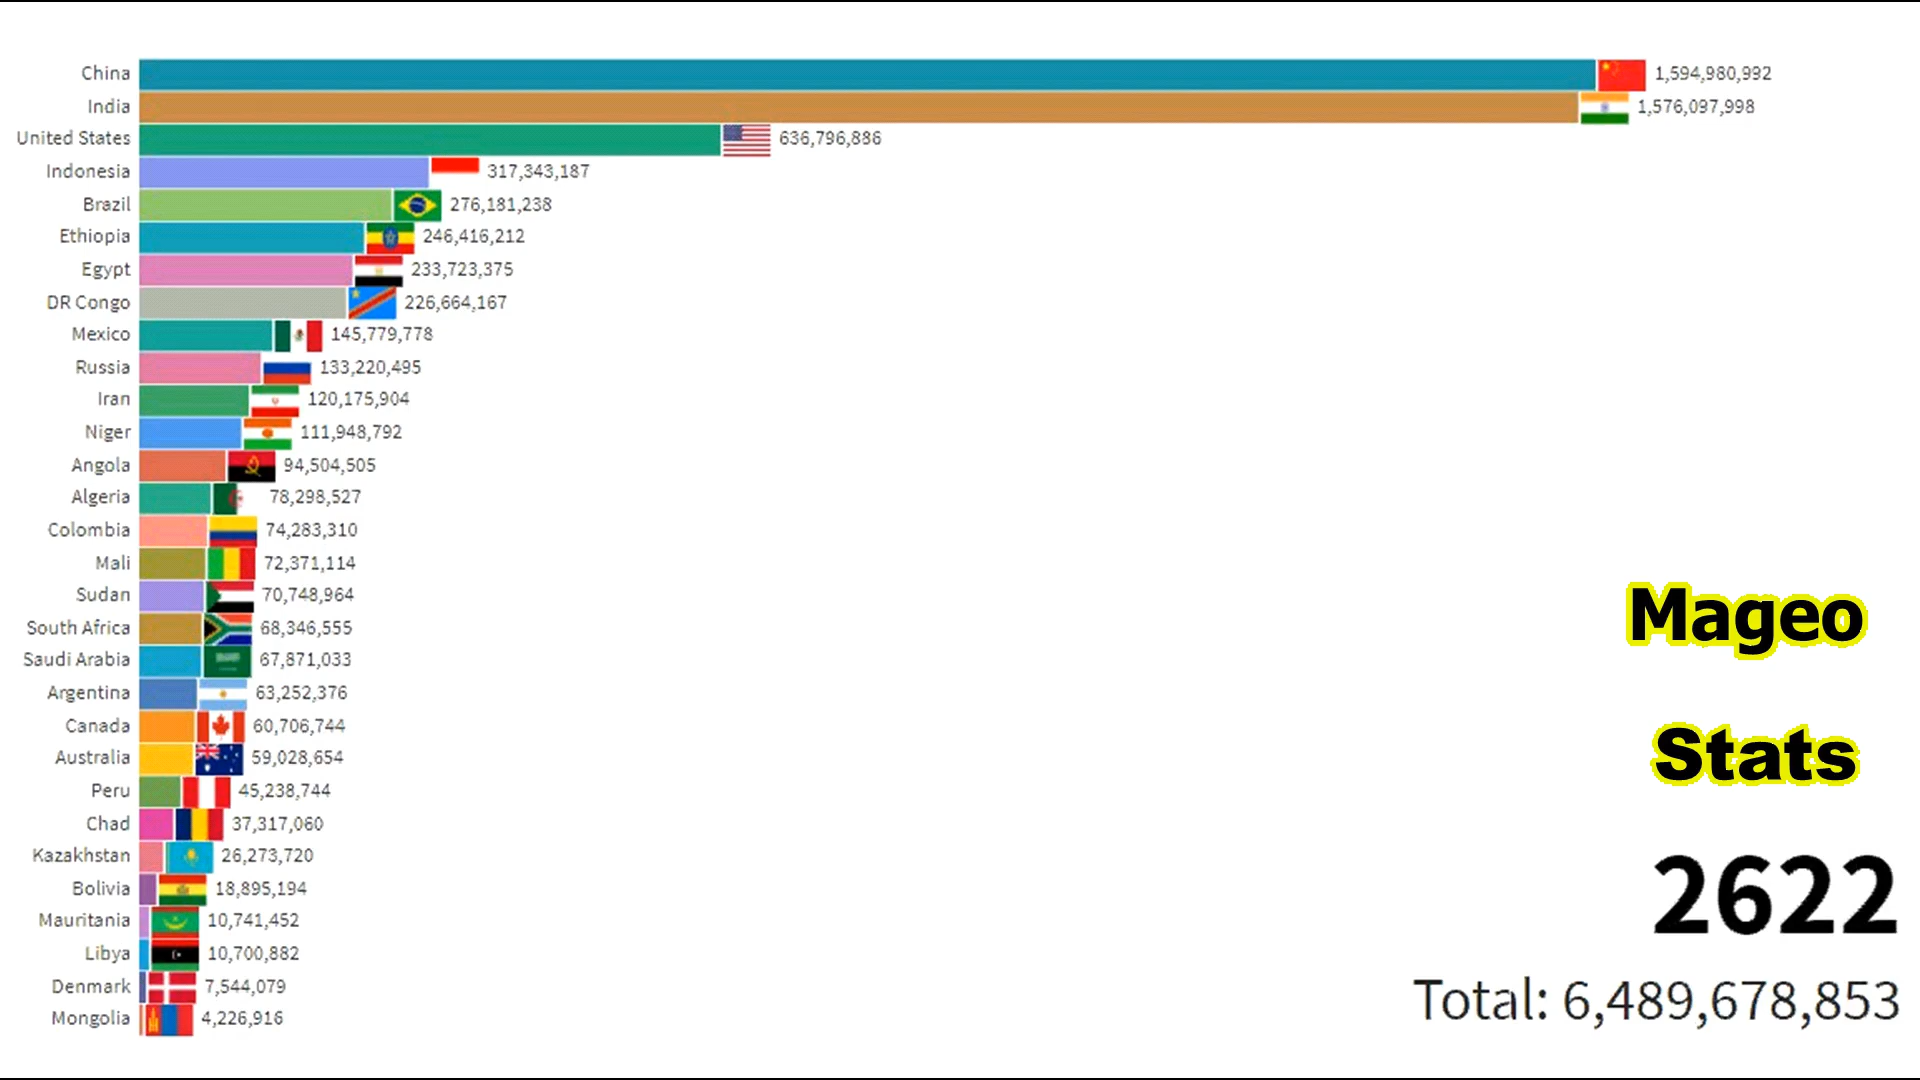 China 1,594,980,992
India 1,576,097,998
United States 636,796,886
Indonesia 317,343,187
Brazil 276,181,238
Ethiopia 246,416,212
Egypt 233,723,375
DR Congo 226,664,167
Mexico 145,779,778
Russia 133,220,495
Iran 120,175,904
Niger 111,948,792
Angola 94,504,505
Algeria 78,298,527
Colombia 74,283,310
Mali 72,371,114
Sudan 70,748,964
South Africa 68,346,555
Saudi Arabia 67,871,033
Argentina 63,252,376
Canada 60,706,744
Australia 59,028,654
Peru 45,238,744
Chad 37,317,060
Kazakhstan 26,273,720
Bolivia 18,895,194
Mauritania 10,741,452
Libya 10,700,882
Denmark 7,544,079
Mongolia 4,226,916
Mageo
Stats
2622
Total: 6,489,678,853